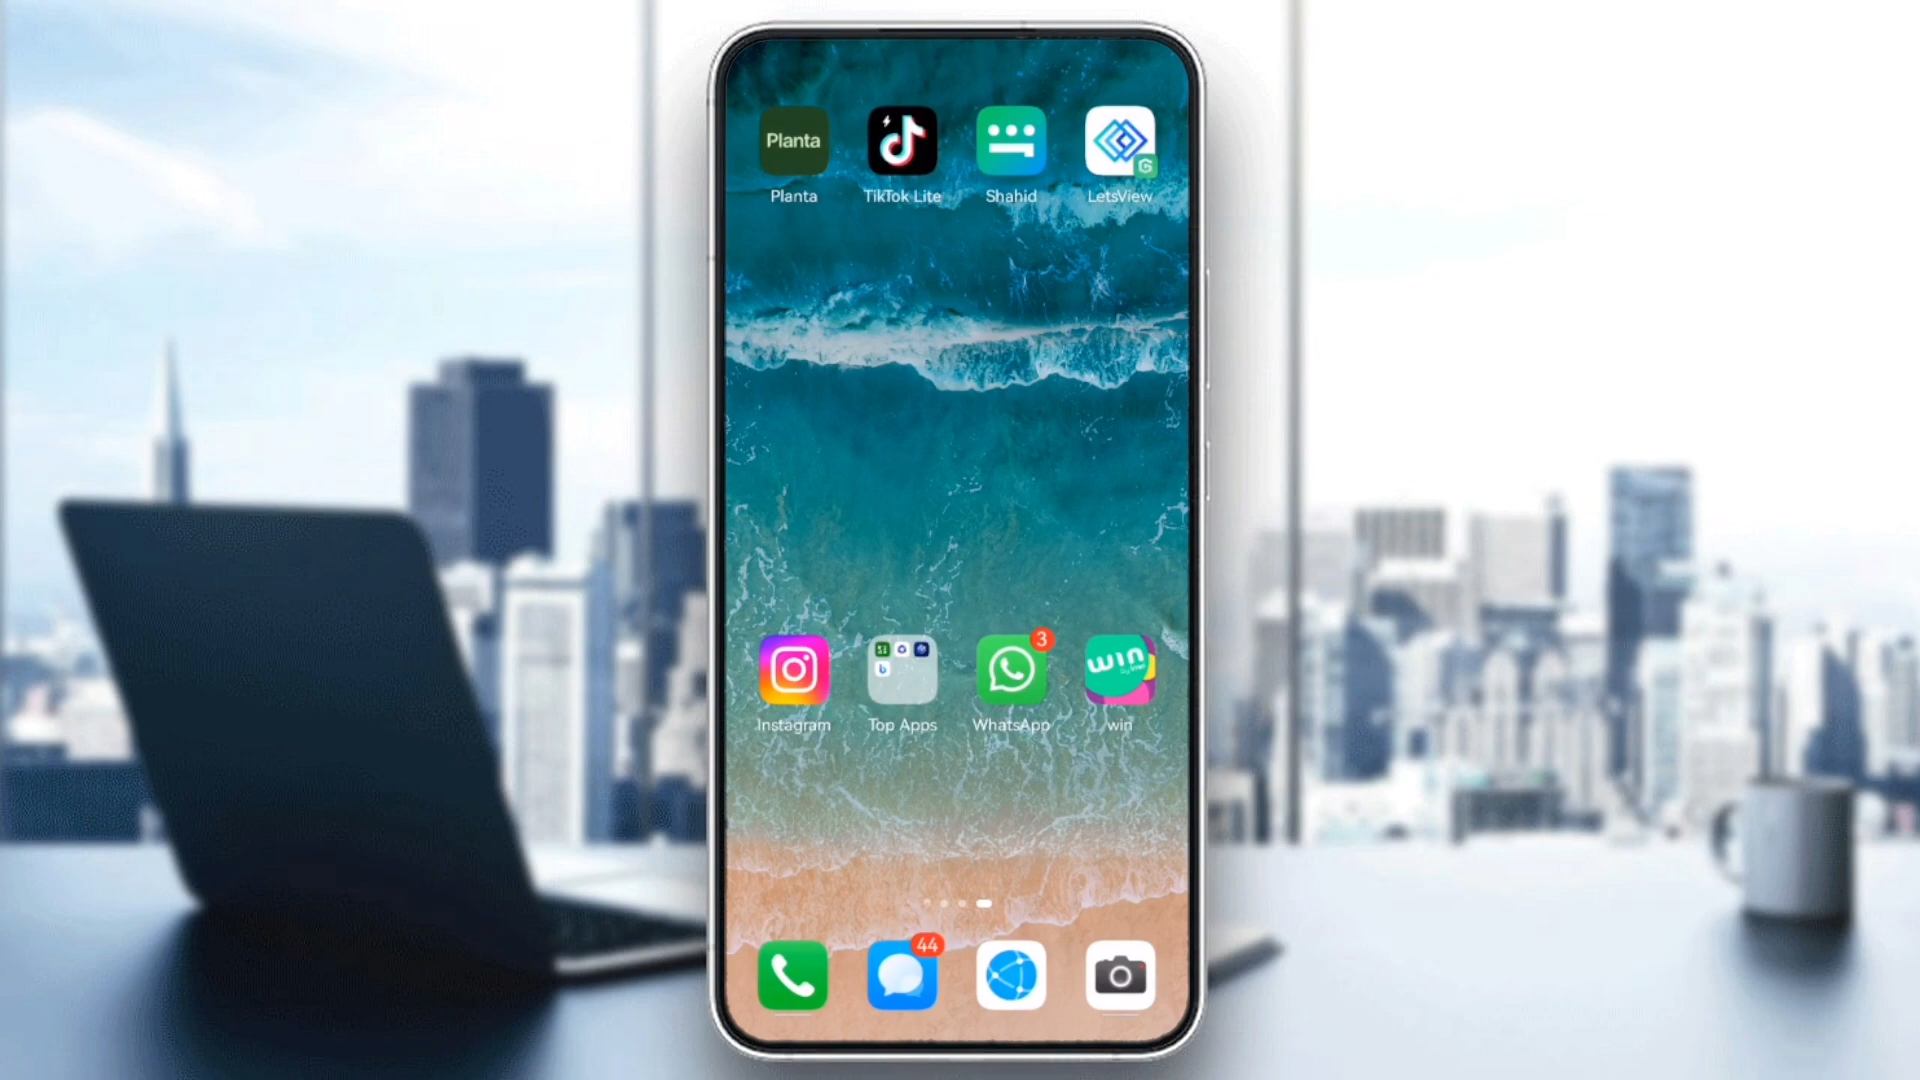 Planta
Planta TikTok Lite Shahid LetsView
3
win
Instagram Top Apps WhatsApp win
44